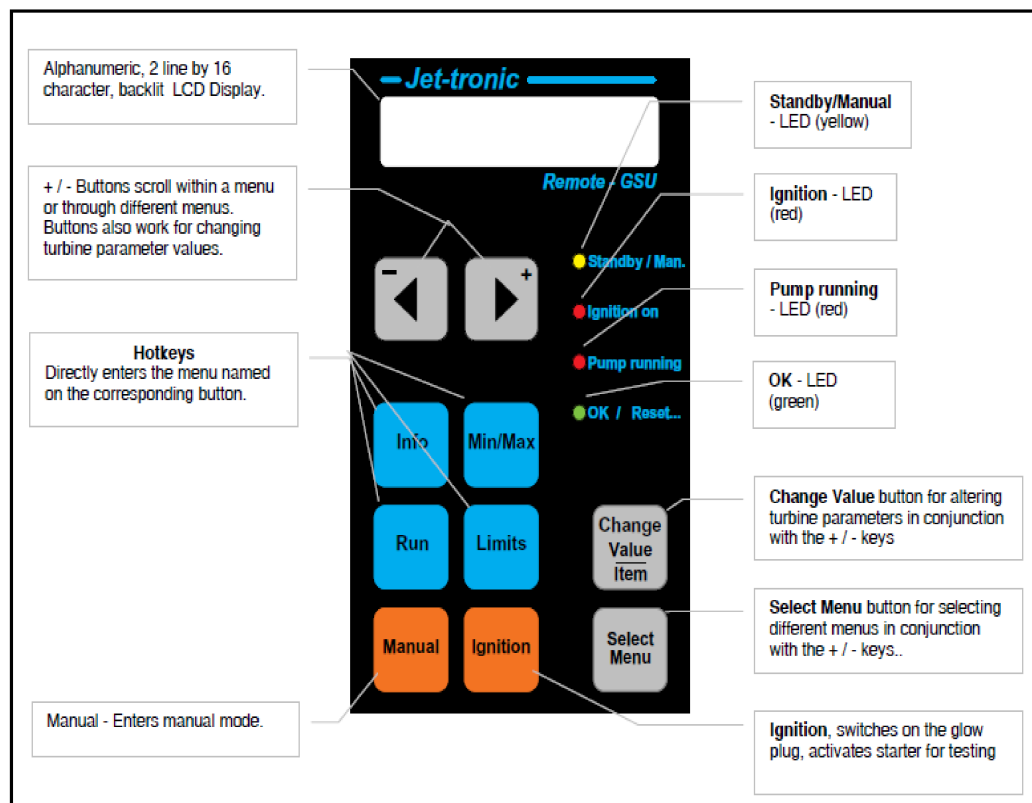 Alphanumeric, 2 line by 16
character, backlit LCD Display.
+ / - Buttons scroll within a menu
or through different menus.
Buttons also work for changing
turbine parameter values.
Hotkeys
Directly enters the menu named
on the corresponding button.
Manual - Enters manual mode.
Jet-tronic
Remote - GSU
-
+
Standby / Man.
Ignition on
Pump running
OK / Reset...
Info
Min/Max
Run
Limits
Change
Value
Item
Manual
Ignition
Select
Menu
Standby/Manual
- LED (yellow)
Ignition - LED
(red)
Pump running
- LED (red)
OK - LED
(green)
Change Value button for altering
turbine parameters in conjunction
with the + / - keys
Select Menu button for selecting
different menus in conjunction
with the + / - keys..
Ignition, switches on the glow
plug, activates starter for testing